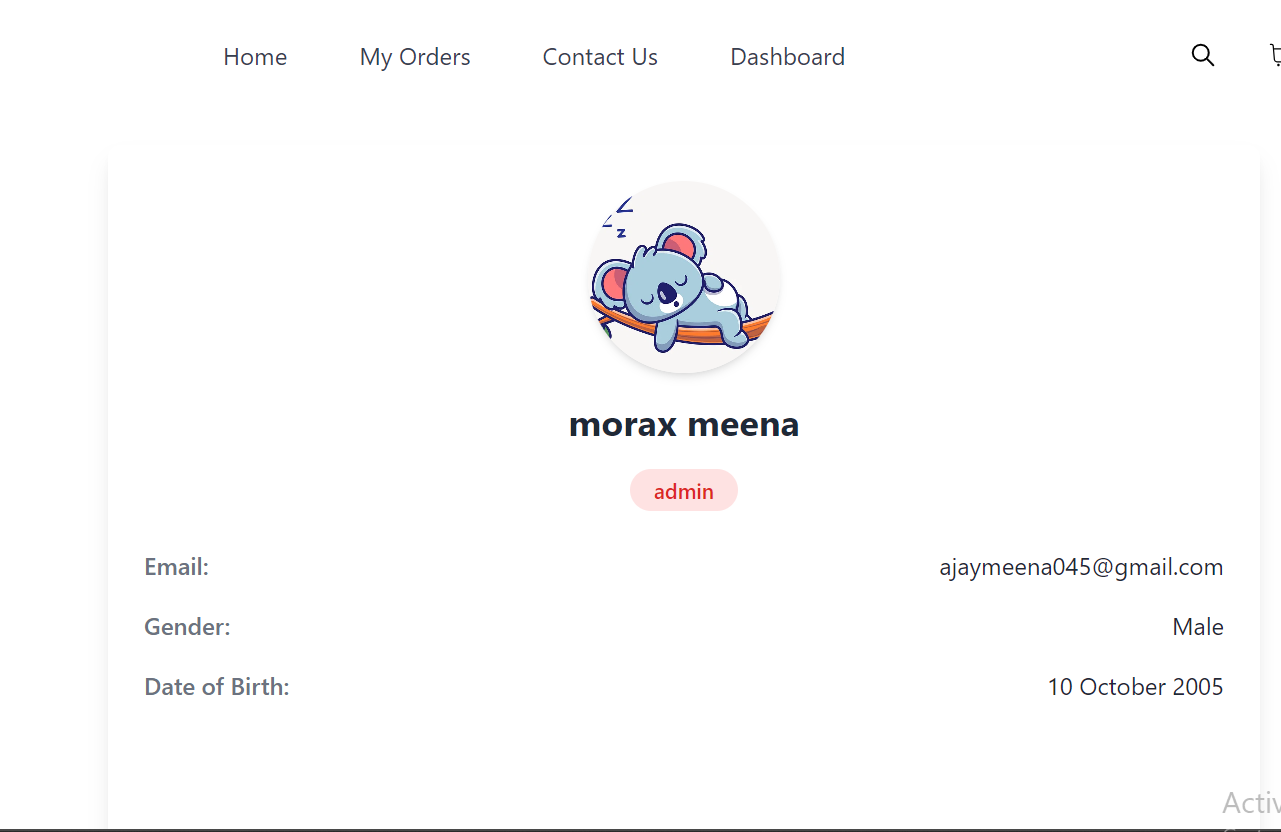 Home My Orders Contact Us Dashboard
z
morax meena
admin
Email: ajaymeena045@gmail.com
Gender: Male
Date of Birth: 10 October 2005